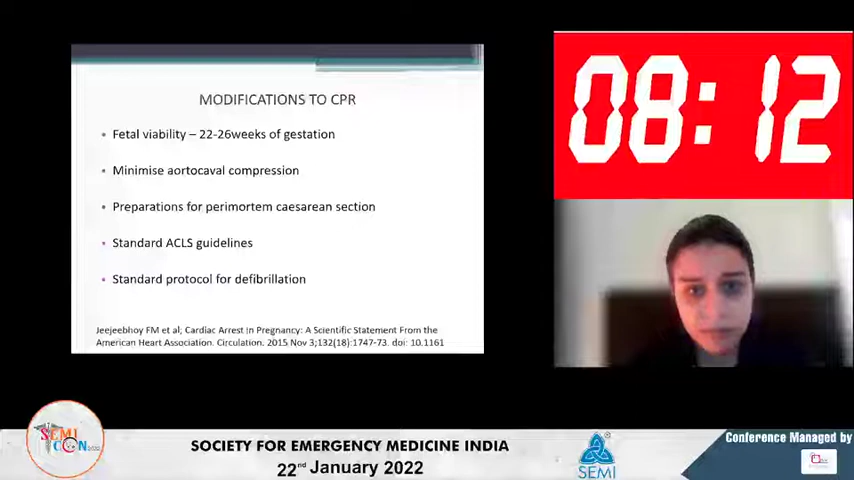 MODIFICATIONS TO CPR
• Fetal viability – 22-26weeks of gestation
• Minimise aortocaval compression
• Preparations for perimortem caesarean section
• Standard ACLS guidelines
• Standard protocol for defibrillation
Jeejeebhoy FM et al; Cardiac Arrest in Pregnancy: A Scientific Statement From the
American Heart Association. Circulation. 2015 Nov 3;132(18):1747-73. doi: 10.1161
08:12
SEMI
CON2022
SOCIETY FOR EMERGENCY MEDICINE INDIA
22nd January 2022
SEMI
Conference Managed by